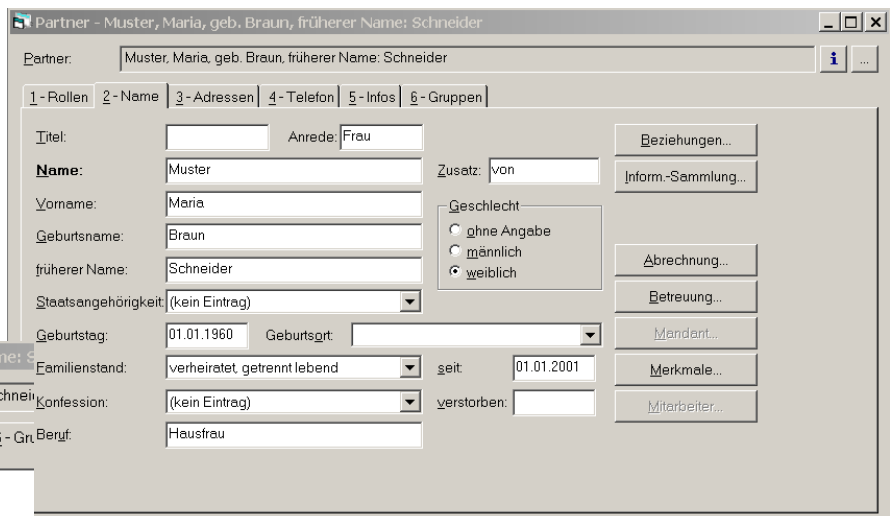 Partner - Muster, Maria, geb. Braun, früherer Name: Schneider
Partner: Muster, Maria, geb. Braun, früherer Name: Schneider i ...
1 - Rollen 2 - Name 3 - Adressen 4 - Telefon 5 - Infos 6 - Gruppen
Titel: Anrede: Frau Beziehungen...
Name: Muster Zusatz: von Inform.-Sammlung...
Vorname: Maria Geschlecht
Geburtsname: Braun ohne Angabe
männlich
früherer Name: Schneider weiblich Abrechnung...
Staatsangehörigkeit: (kein Eintrag) Betreuung...
Geburtstag: 01.01.1960 Geburtsort: Mandant...
Familienstand: verheiratet, getrennt lebend seit: 01.01.2001 Merkmale...
Konfession: (kein Eintrag) verstorben: Mitarbeiter...
Beruf: Hausfrau